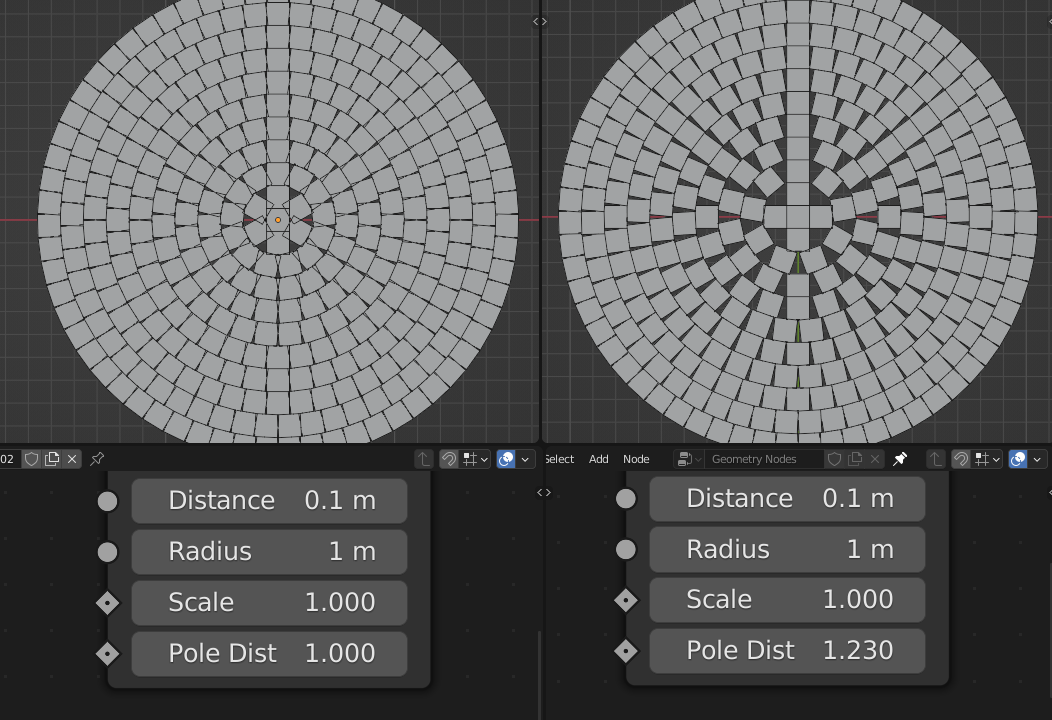 02
Select Add Node Geometry Nodes
Distance 0.1 m
Radius 1 m
Scale 1.000
Pole Dist 1.000
Distance 0.1 m
Radius 1 m
Scale 1.000
Pole Dist 1.230